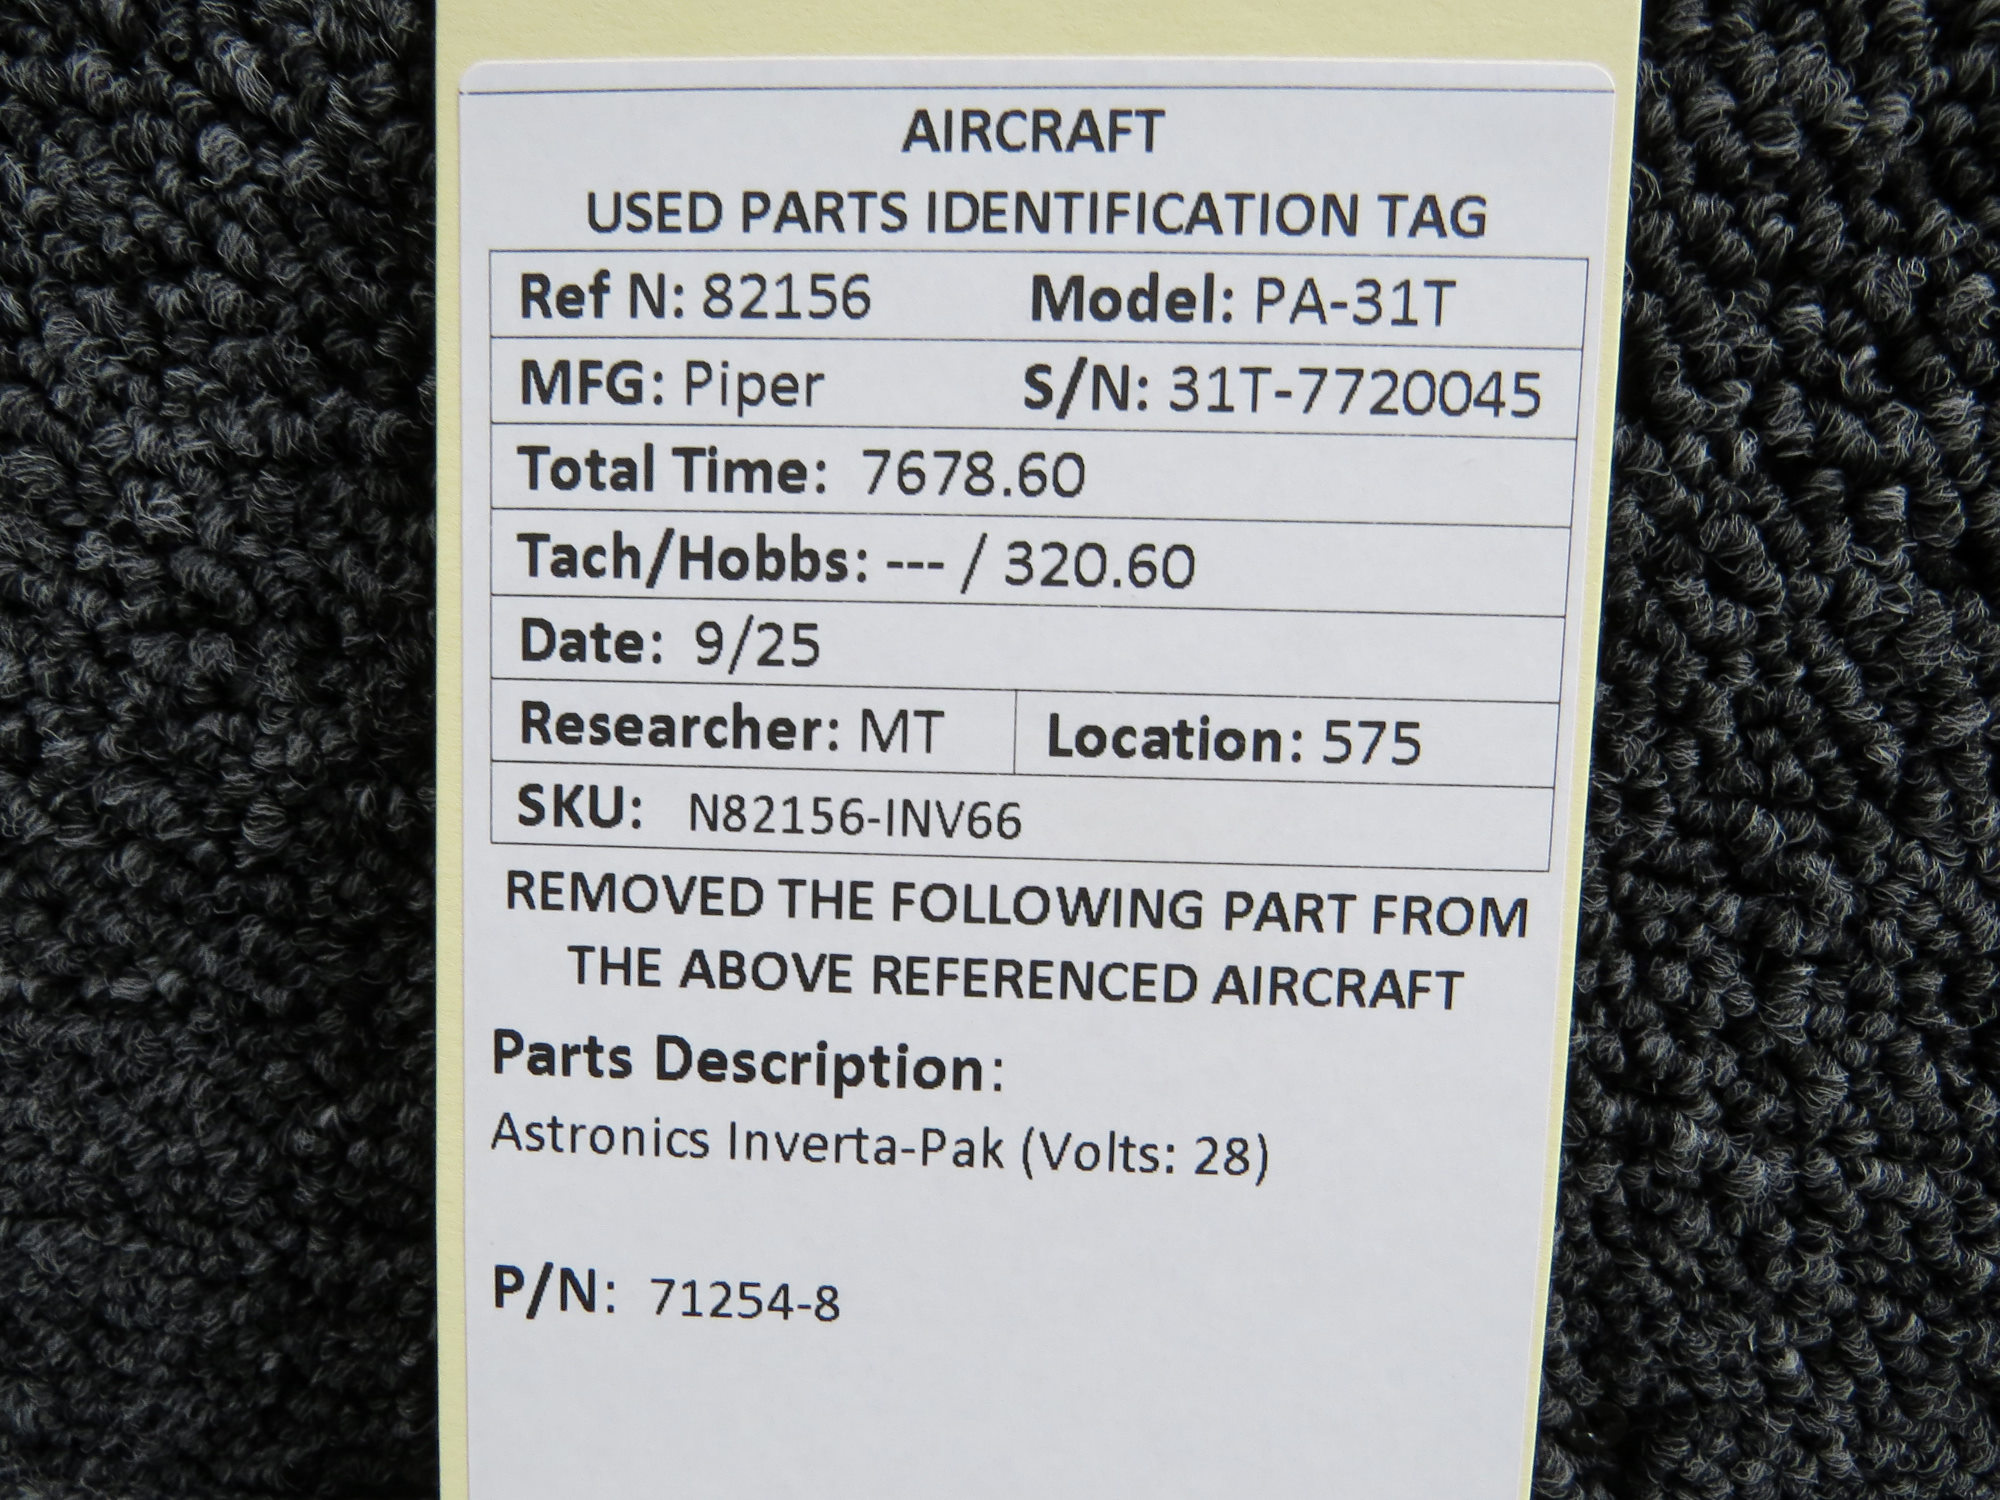 AIRCRAFT
USED PARTS IDENTIFICATION TAG
Ref N: 82156 Model: PA-31T
MFG: Piper S/N: 31T-7720045
Total Time: 7678.60
Tach/Hobbs: --- / 320.60
Date: 9/25
Researcher: MT Location: 575
SKU: N82156-INV66
REMOVED THE FOLLOWING PART FROM
THE ABOVE REFERENCED AIRCRAFT
Parts Description:
Astronics Inverta-Pak (Volts: 28)
P/N: 71254-8